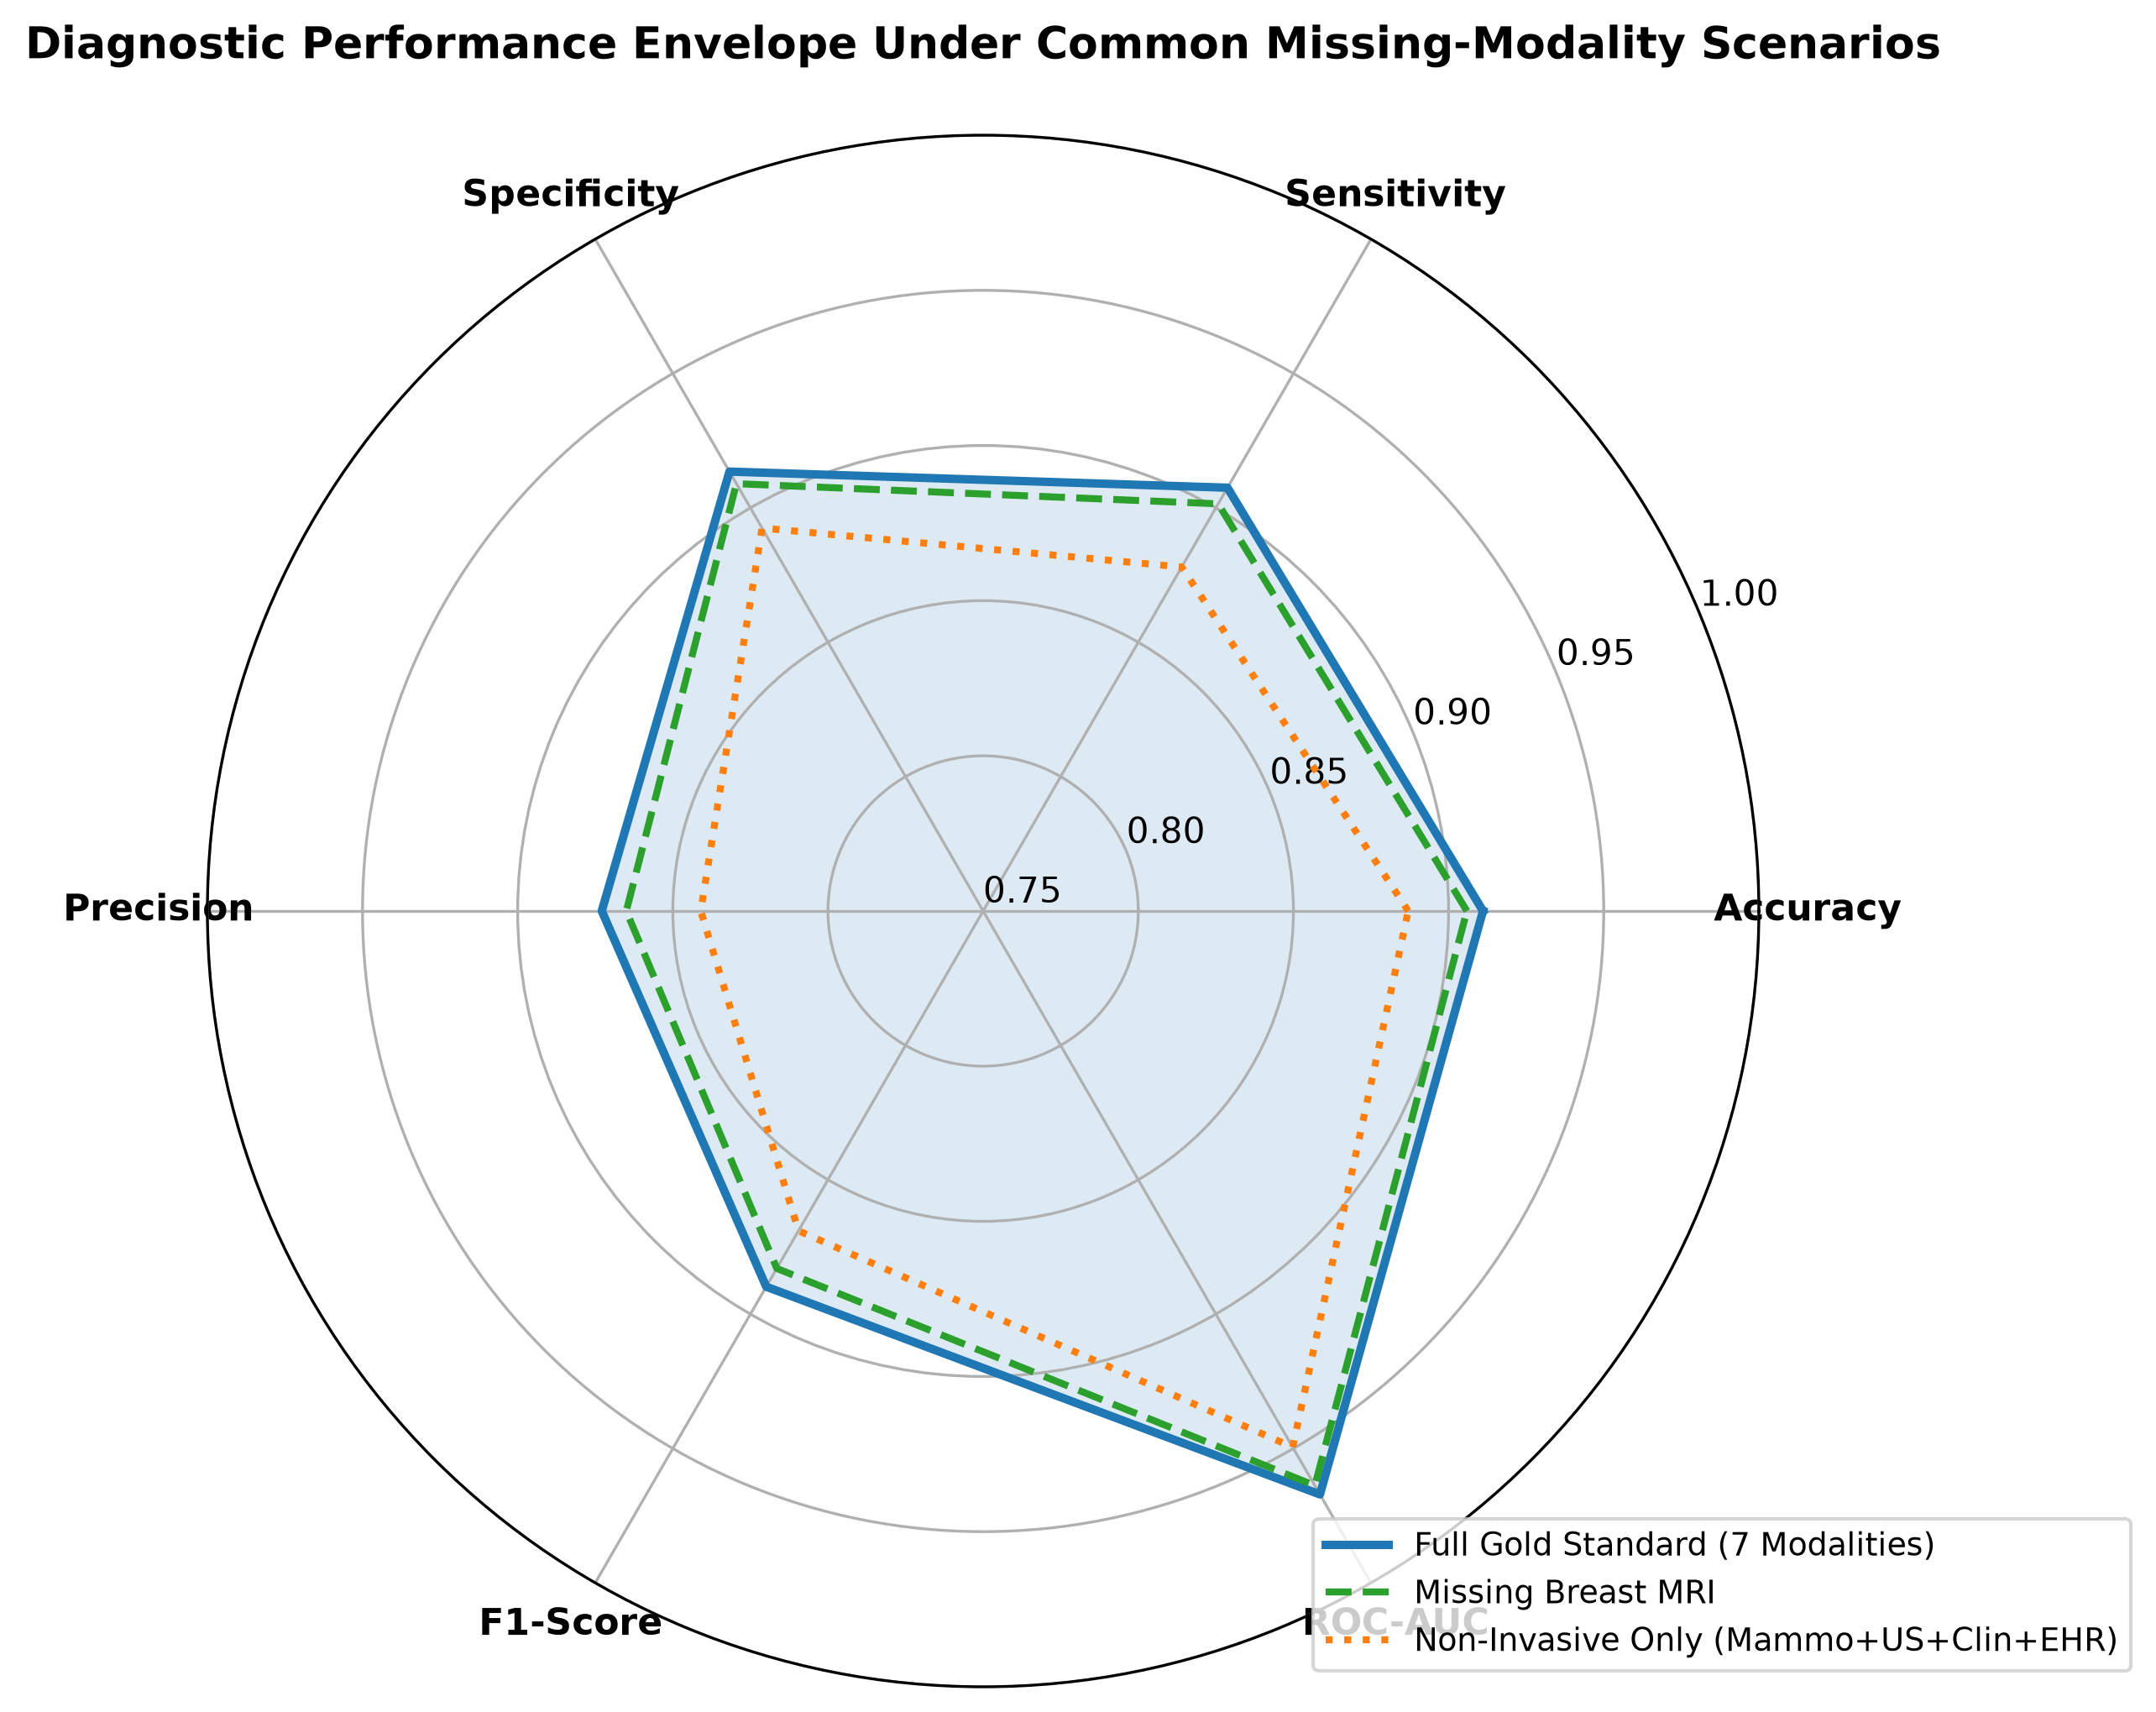 Diagnostic Performance Envelope Under Common Missing-Modality Scenarios
Specificity
Sensitivity
1.00
0.95
0.90
0.85
0.80
0.75
Precision
Accuracy
F1-Score
ROC-AUC
Full Gold Standard (7 Modalities)
Missing Breast MRI
Non-Invasive Only (Mammo+US+Clin+EHR)